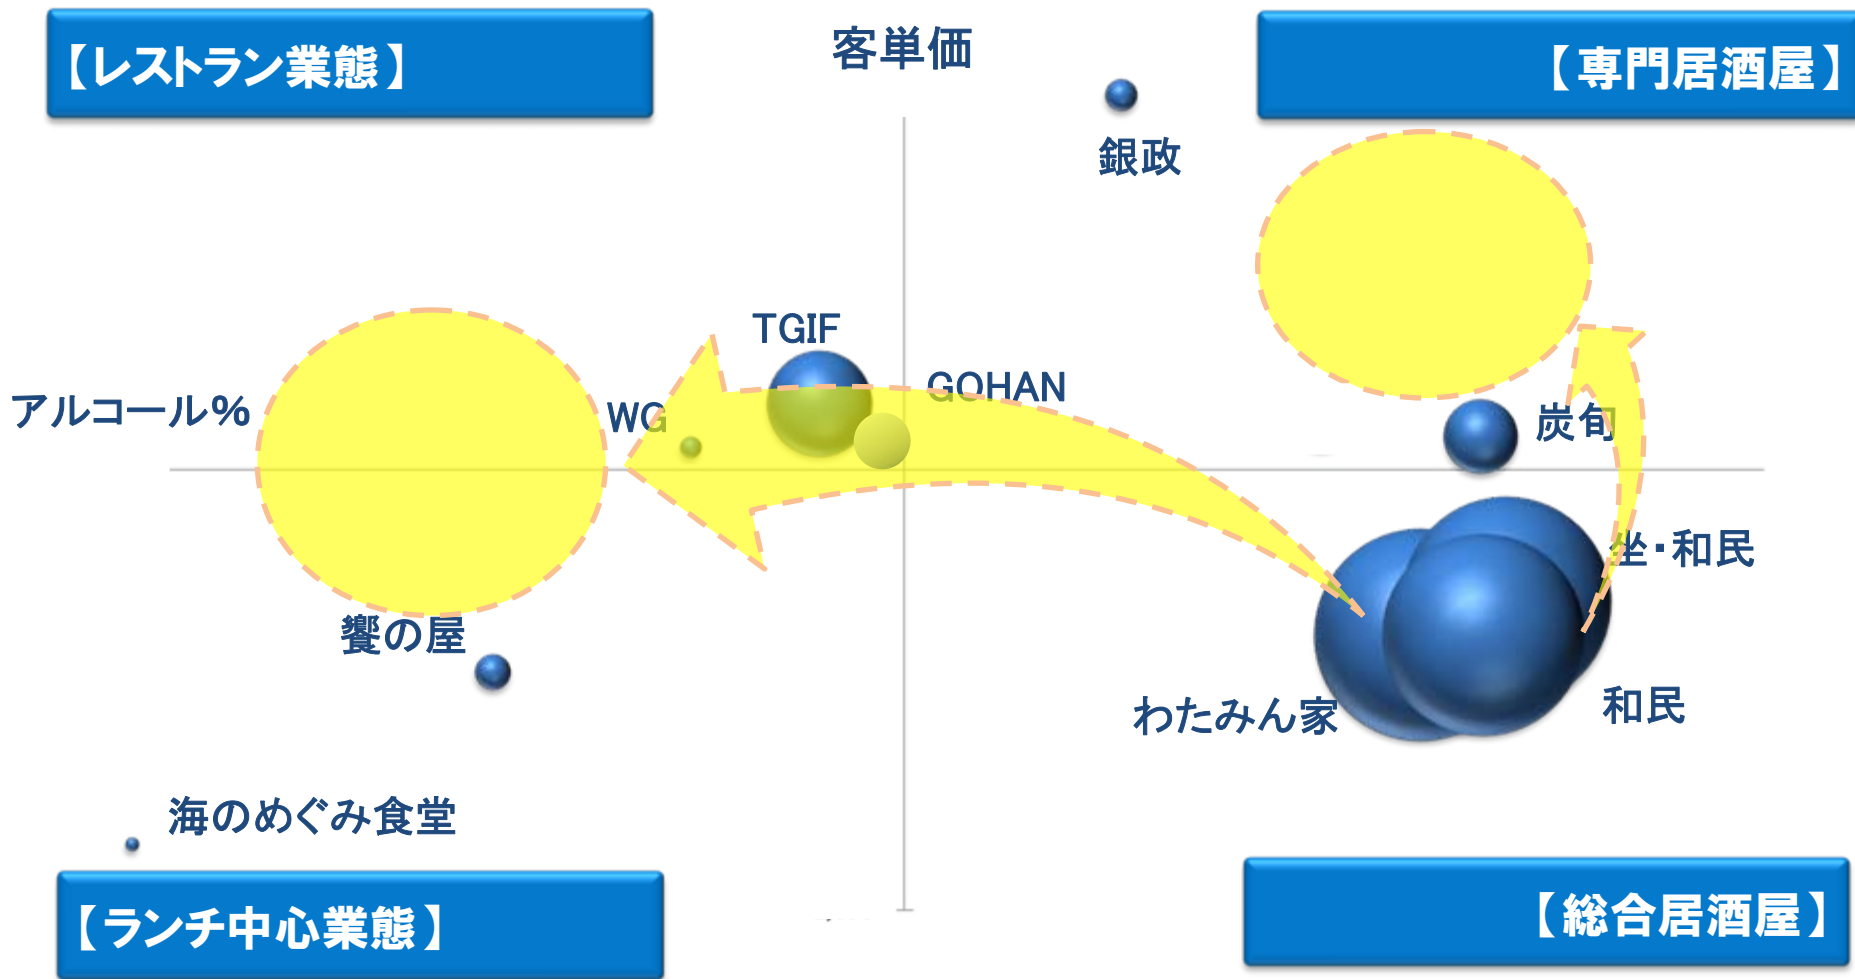 【レストラン業態】
客単価
【専門居酒屋】
銀政
TGIF
GOHAN
アルコール%
WG
炭旬
坐・和民
饗の屋
わたみん家
和民
海のめぐみ食堂
【ランチ中心業態】
【総合居酒屋】